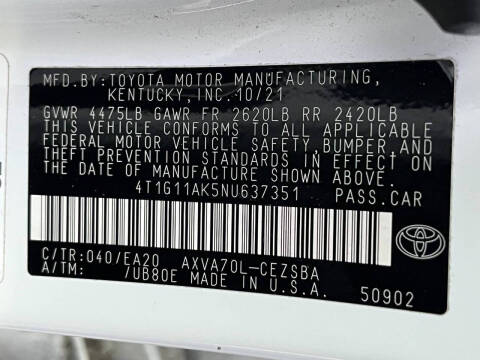 MFD.BY:TOYOTA MOTOR MANUFACTURING,
KENTUCKY,INC.10/21
GVWR 4475LB GAWR FR 2620LB RR 2420LB
THIS VEHICLE CONFORMS TO ALL APPLICABLE†
FEDERAL MOTOR VEHICLE SAFETY,BUMPER,AND
THEFT PREVENTION STANDARDS IN EFFECT ON
THE DATE OF MANUFACTURE SHOWN ABOVE.
4T1G11AK5NU637351 PASS.CAR
C/TR:040/EA20 AXVA70L-CEZSBA
A/TM: /UB80E MADE IN U.S.A. 50902
TOYOTA